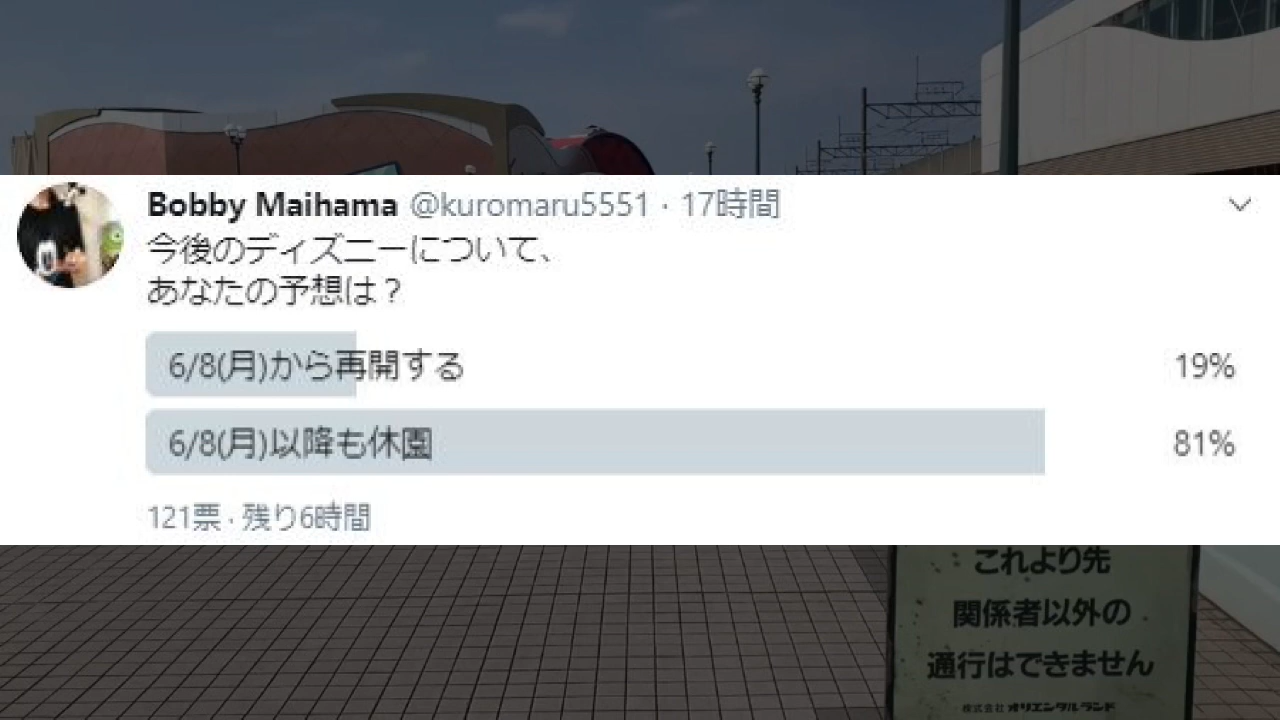 Bobby Maihama @kuromaru5551 · 17時間
今後のディズニーについて、
あなたの予想は？
6/8(月)から再開する 19%
6/8(月)以降も休園 81%
121票 · 残り6時間
これより先
関係者以外の
通行はできません
株式会社 オリエンタルランド